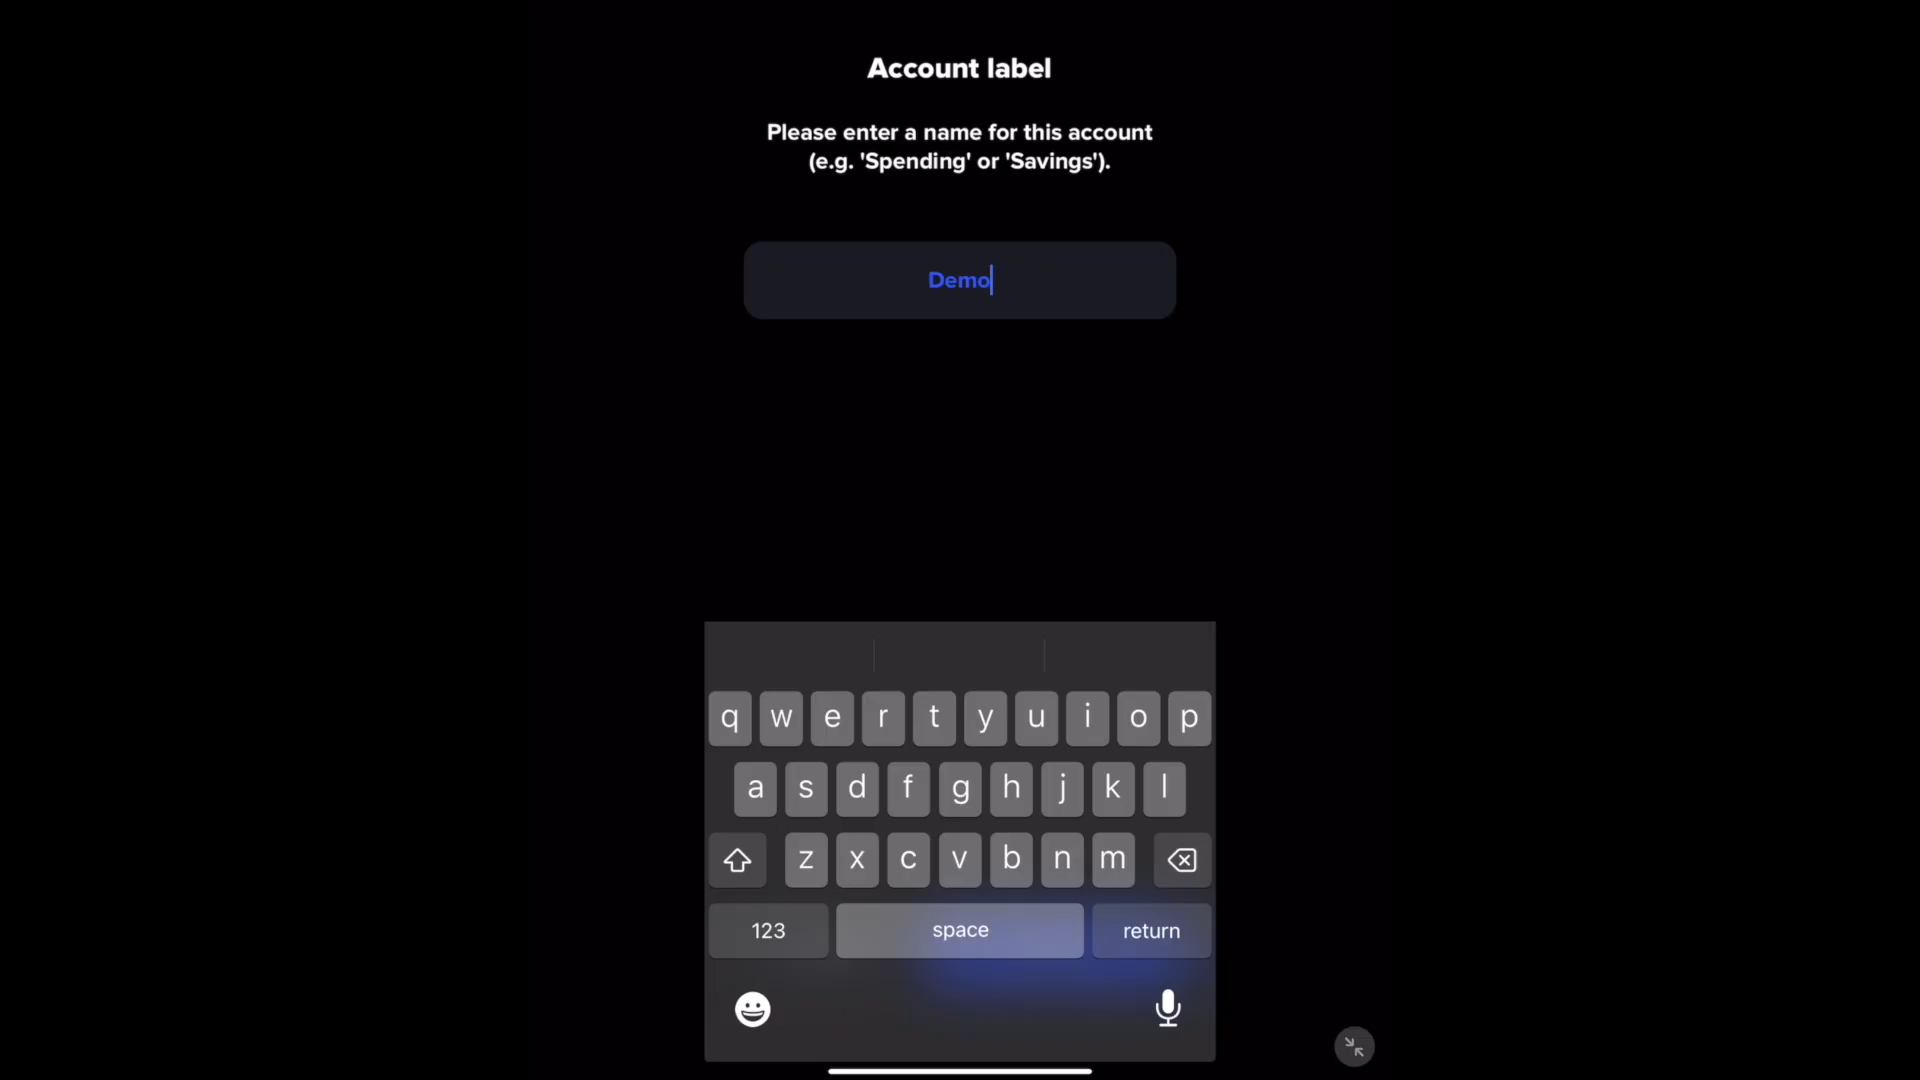 Account label
Please enter a name for this account
(e.g. 'Spending' or 'Savings').
Demo
q w e r t y u i o p
a s d f g h j k l
z x c v b n m
123 space return